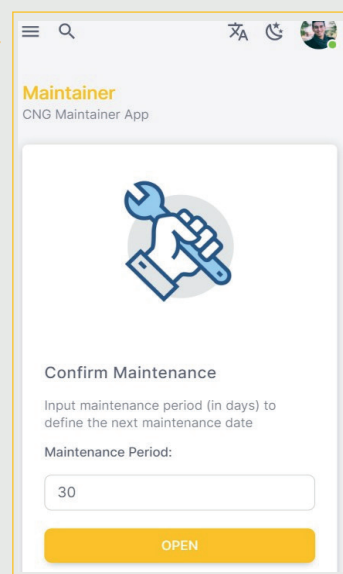 Maintainer
CNG Maintainer App
Confirm Maintenance
Input maintenance period (in days) to
define the next maintenance date
Maintenance Period:
30
OPEN